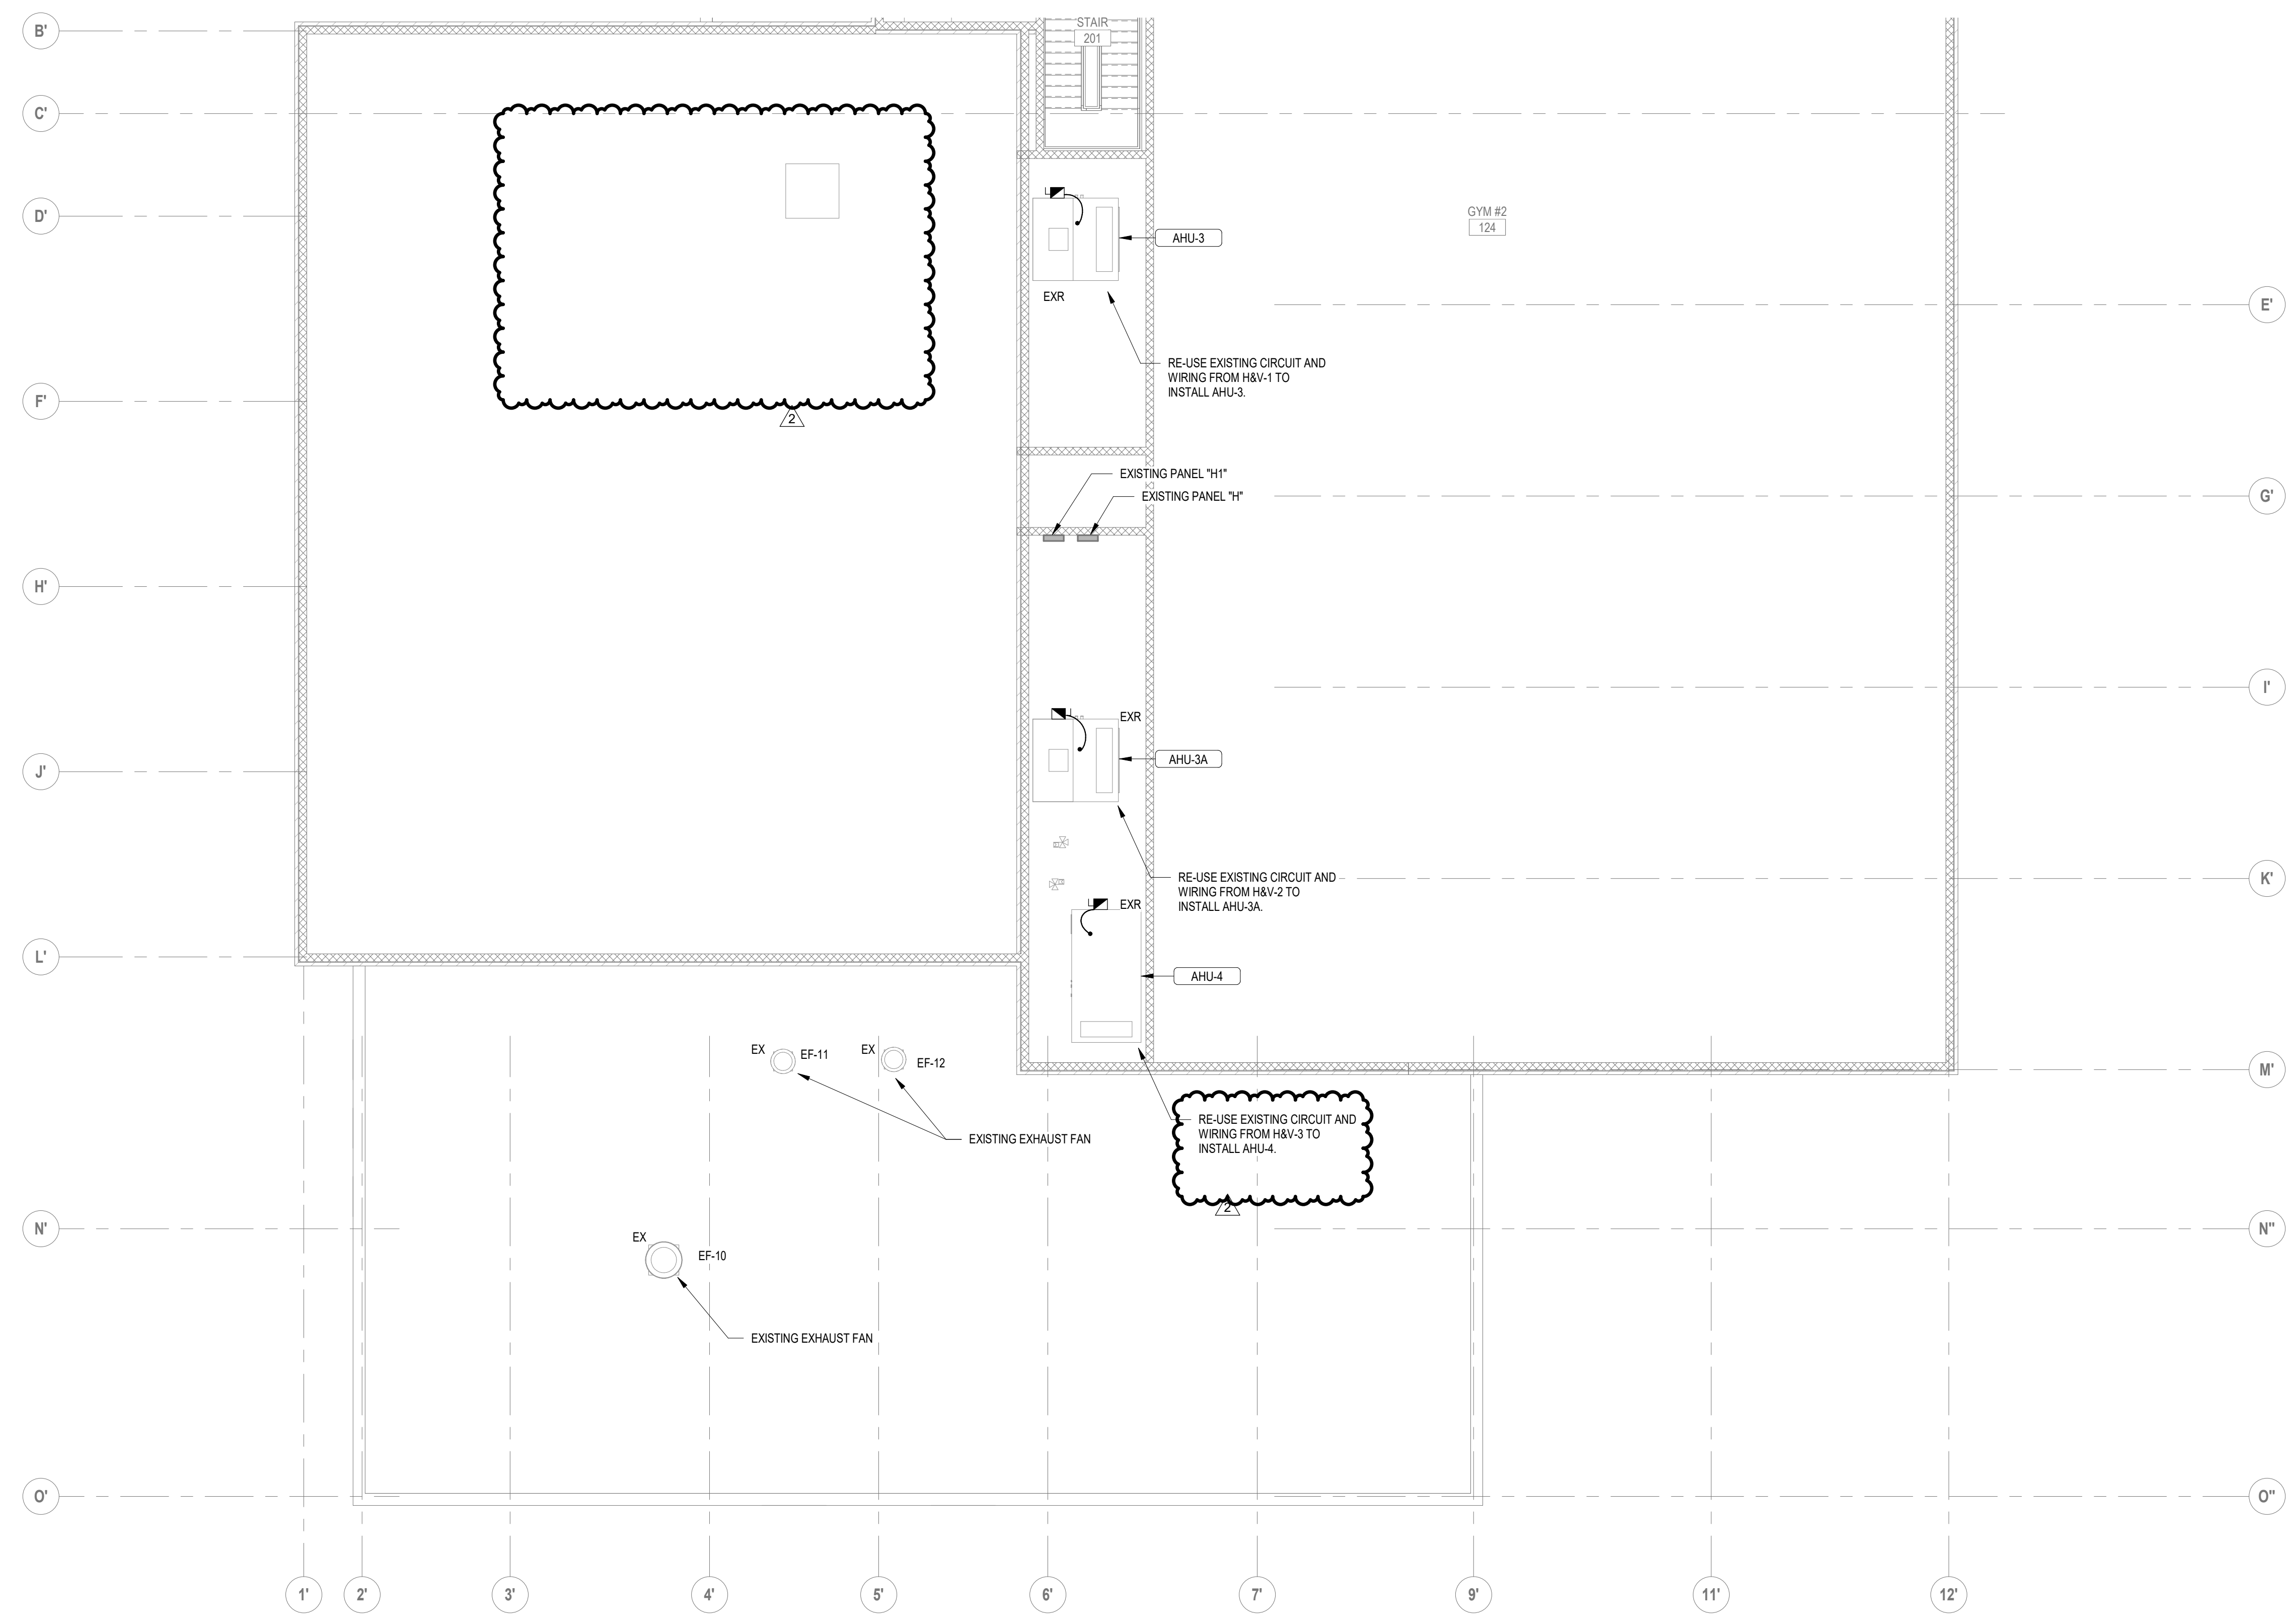 B'
STAIR
201
C'
D'
GYM #2
124
AHU-3
EXR
E'
RE-USE EXISTING CIRCUIT AND
WIRING FROM H&V-1 TO
INSTALL AHU-3.
F'
2
EXISTING PANEL "H1"
EXISTING PANEL "H"
G'
H'
I'
EXR
AHU-3A
J'
RE-USE EXISTING CIRCUIT AND
WIRING FROM H&V-2 TO
INSTALL AHU-3A.
K'
EXR
L'
AHU-4
EX
EF-11
EX
EF-12
M'
RE-USE EXISTING CIRCUIT AND
WIRING FROM H&V-3 TO
INSTALL AHU-4.
EXISTING EXHAUST FAN
2
N'
N"
EX
EF-10
EXISTING EXHAUST FAN
O'
O"
1'
2'
3'
4'
5'
6'
7'
9'
11'
12'